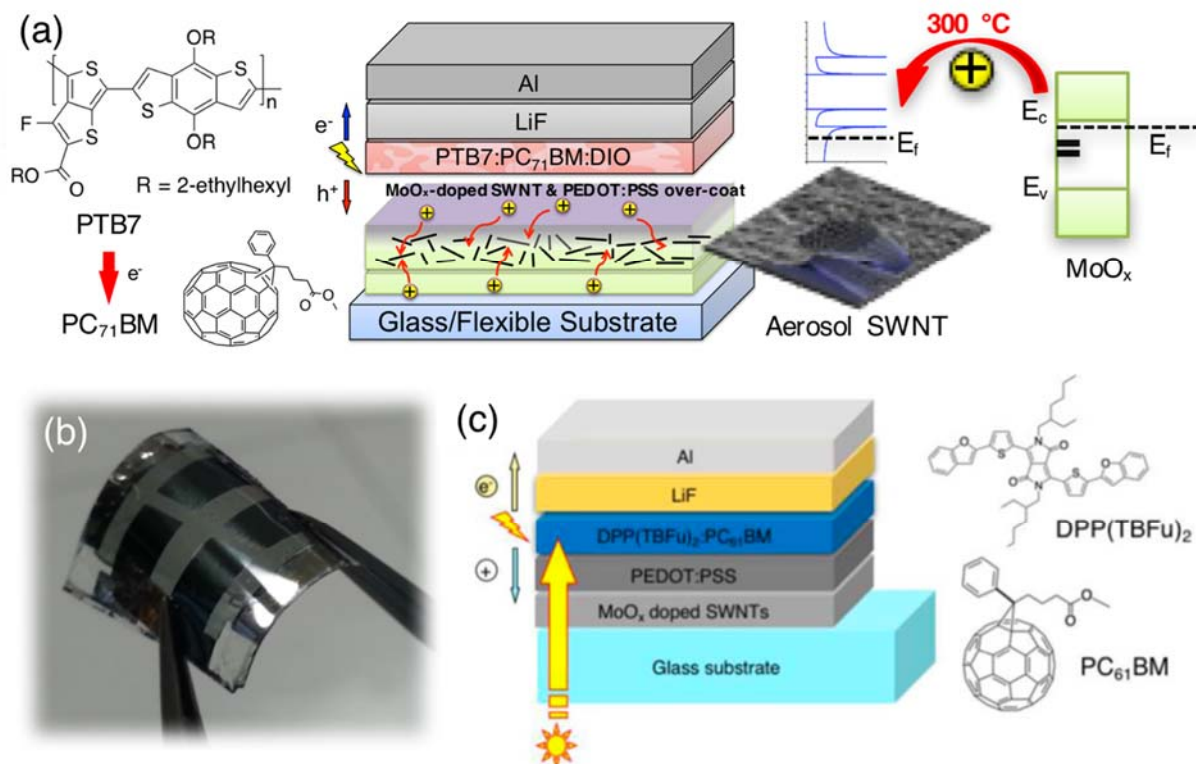 (a)
OR
S
S
S
S
n
F
O
RO
OR
R = 2-ethylhexyl
PTB7
e-
PC₇₁BM
O
O
Al
LiF
PTB7:PC₇₁BM:DIO
e-
h+
MoOₓ-doped SWNT & PEDOT:PSS over-coat
+ + + +
+ + +
Glass/Flexible Substrate
300 °C
+
E_f
Aerosol SWNT
E_c
E_f
E_v
MoOₓ
(b)
(c)
Al
LiF
DPP(TBFu)₂:PC₆₁BM
PEDOT:PSS
MoOₓ doped SWNTs
Glass substrate
e-
+
O
S
N
O
O
N
S
O
DPP(TBFu)₂
O
O
PC₆₁BM